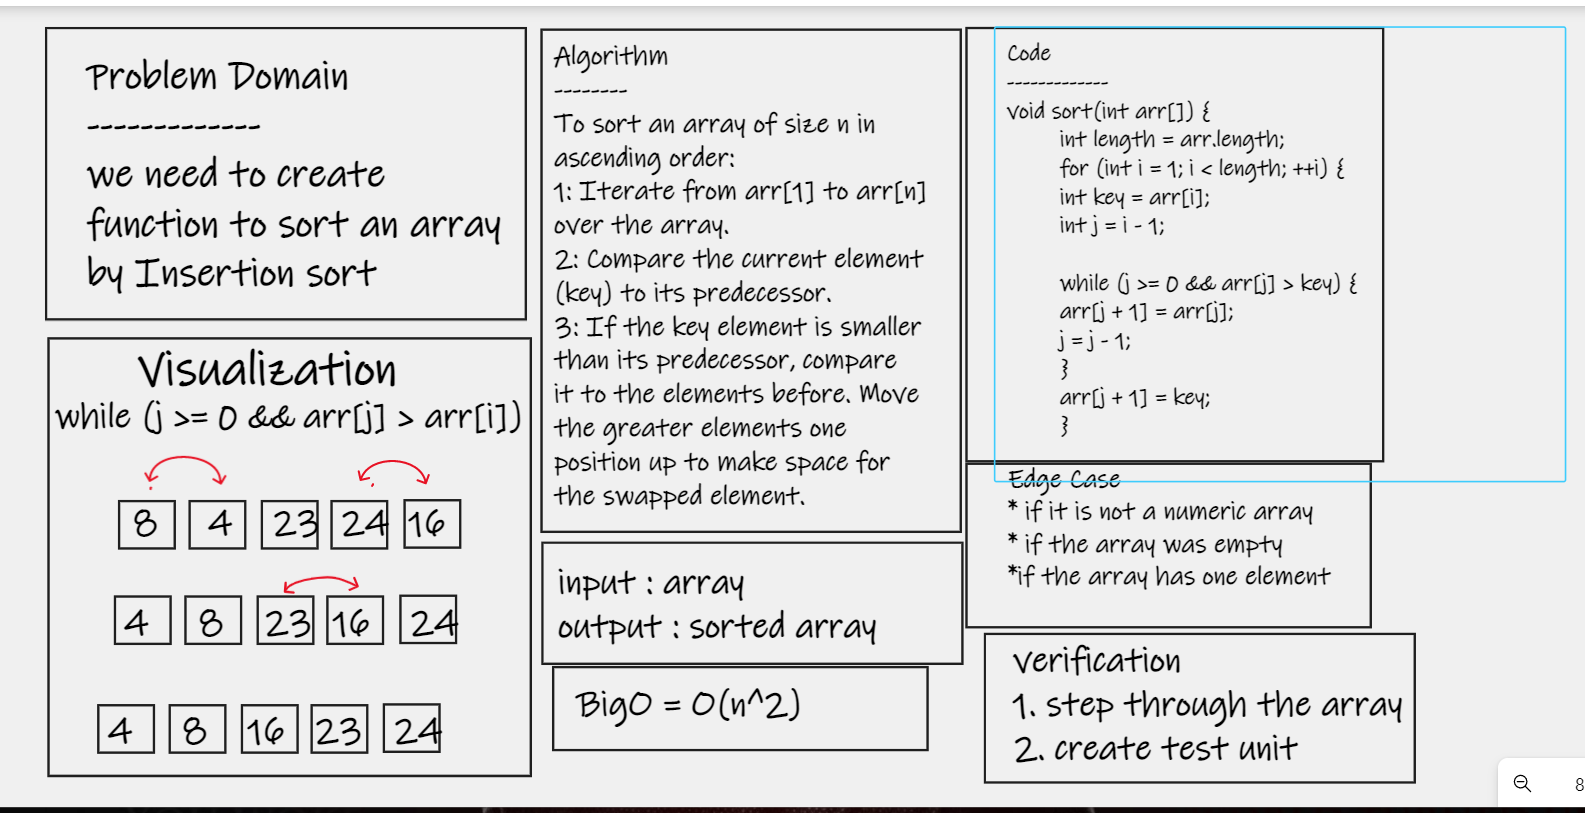 Problem Domain
-------------
we need to create
function to sort an array
by Insertion sort
Visualization
while (j >= 0 && arr[j] > arr[i])
8 4 23 24 16
4 8 23 16 24
4 8 16 23 24
Algorithm
--------
To sort an array of size n in
ascending order:
1: Iterate from arr[1] to arr[n]
over the array.
2: Compare the current element
(key) to its predecessor.
3: If the key element is smaller
than its predecessor, compare
it to the elements before. Move
the greater elements one
position up to make space for
the swapped element.
input : array
output : sorted array
BigO = O(n^2)
Code
-------------
void sort(int arr[]) {
int length = arr.length;
for (int i = 1; i < length; ++i) {
int key = arr[i];
int j = i - 1;
while (j >= 0 && arr[j] > key) {
arr[j + 1] = arr[j];
j = j - 1;
}
arr[j + 1] = key;
}
Edge Case
* if it is not a numeric array
* if the array was empty
*if the array has one element
verification
1. step through the array
2. create test unit
8